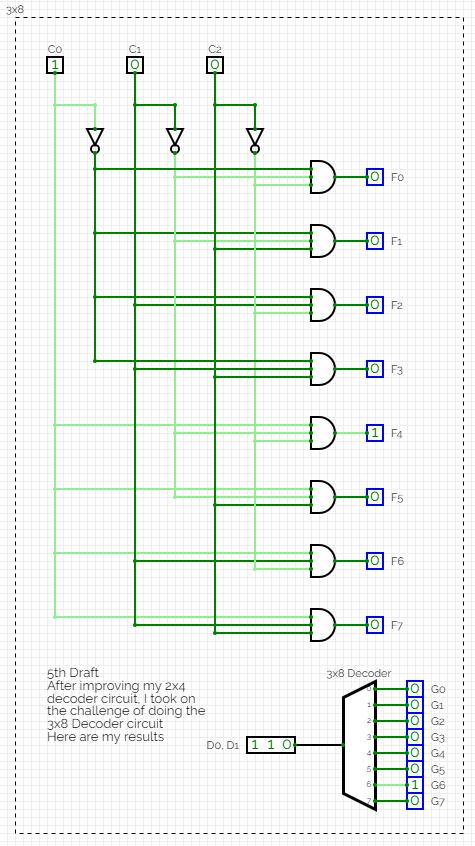 3x8
C0 C1 C2
1 0 0
0 F0
0 F1
0 F2
0 F3
1 F4
0 F5
0 F6
0 F7
5th Draft
After improving my 2x4
decoder circuit, I took on
the challenge of doing the
3x8 Decoder circuit
Here are my results
3x8 Decoder
D0, D1 1 1 0
0 0 G0
1 0 G1
2 0 G2
3 0 G3
4 0 G4
5 0 G5
6 1 G6
7 0 G7